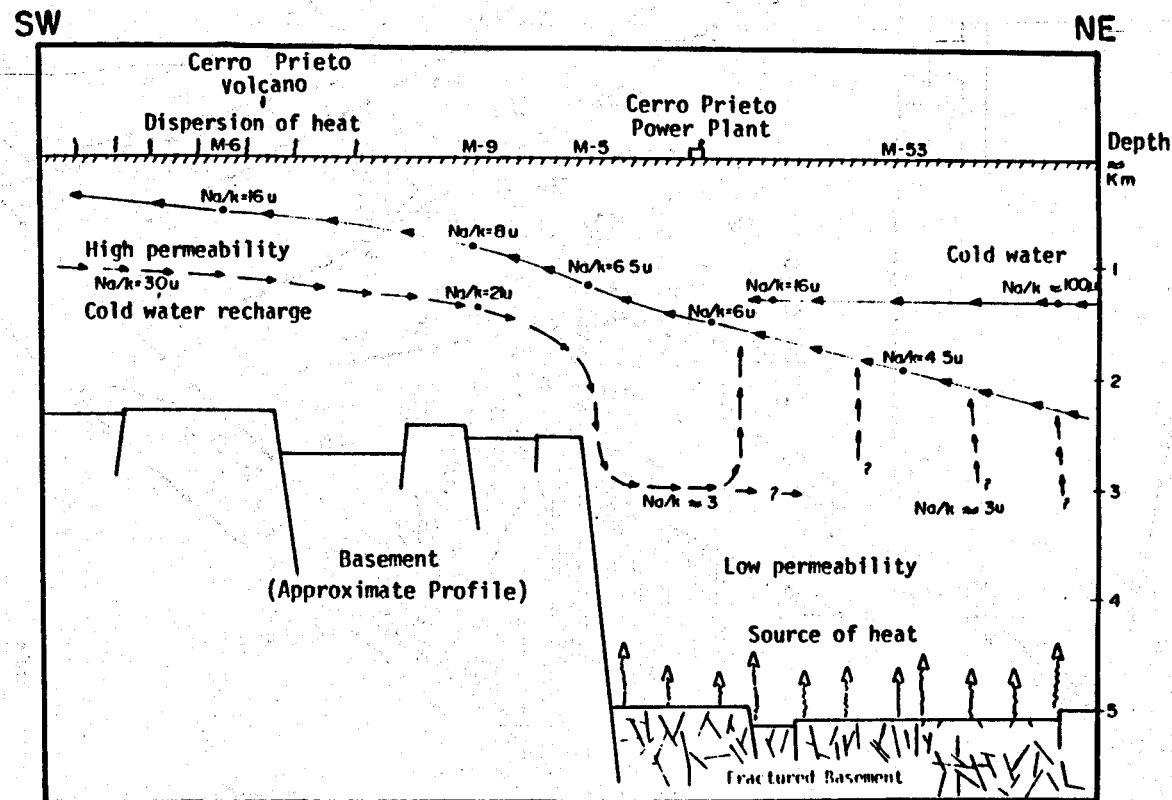 SW
NE
Cerro Prieto
Volcano
Dispersion of heat
Cerro Prieto
Power Plant
M-6
M-9
M-5
M-53
Depth
≈
Km
Na/k=16u
Na/k=8u
High permeability
Na/k=30u
Cold water recharge
Na/k=21u
Na/k=6 5u
Cold water
Na/k=16u
Na/k ≈ 100u
1
Na/k=6u
Na/k=4 5u
2
Na/k ≈ 3
?
?
?
?
Na/k ≈ 3u
3
Basement
(Approximate Profile)
Low permeability
4
Source of heat
5
Fractured Basement